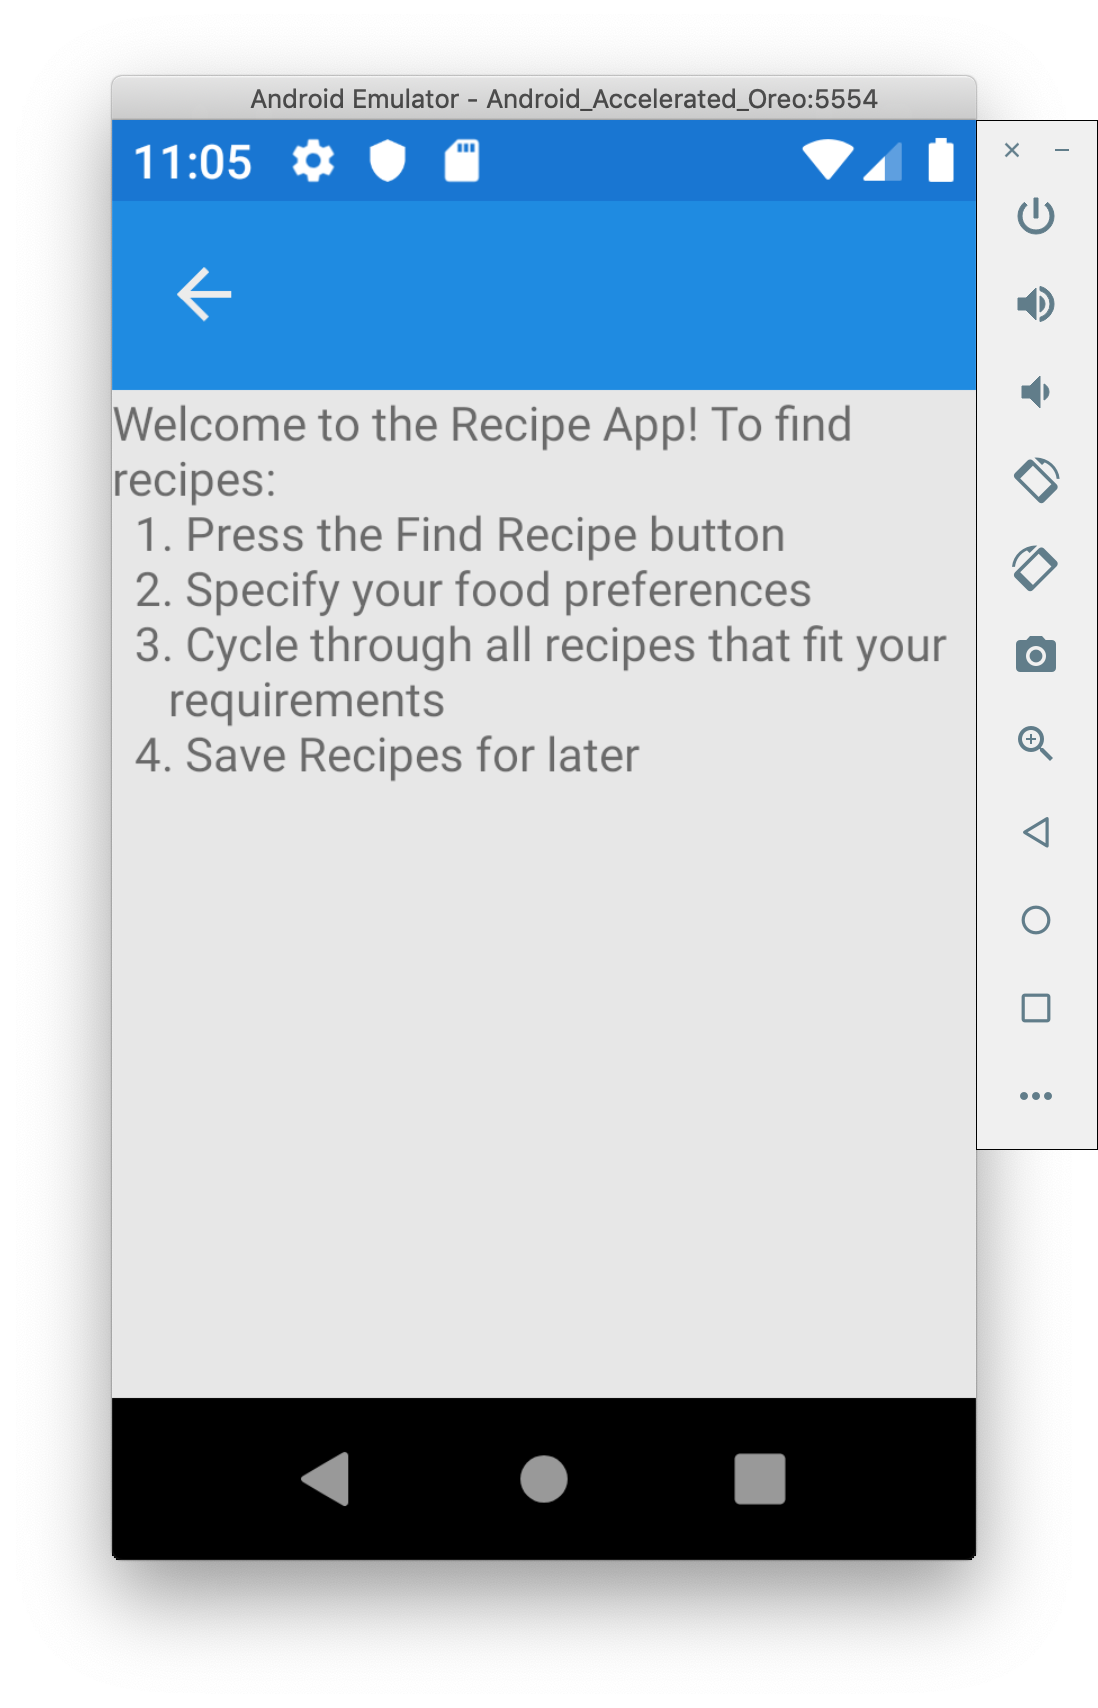 Android Emulator - Android_Accelerated_Oreo:5554
11:05
Welcome to the Recipe App! To find
recipes:
1. Press the Find Recipe button
2. Specify your food preferences
3. Cycle through all recipes that fit your
requirements
4. Save Recipes for later